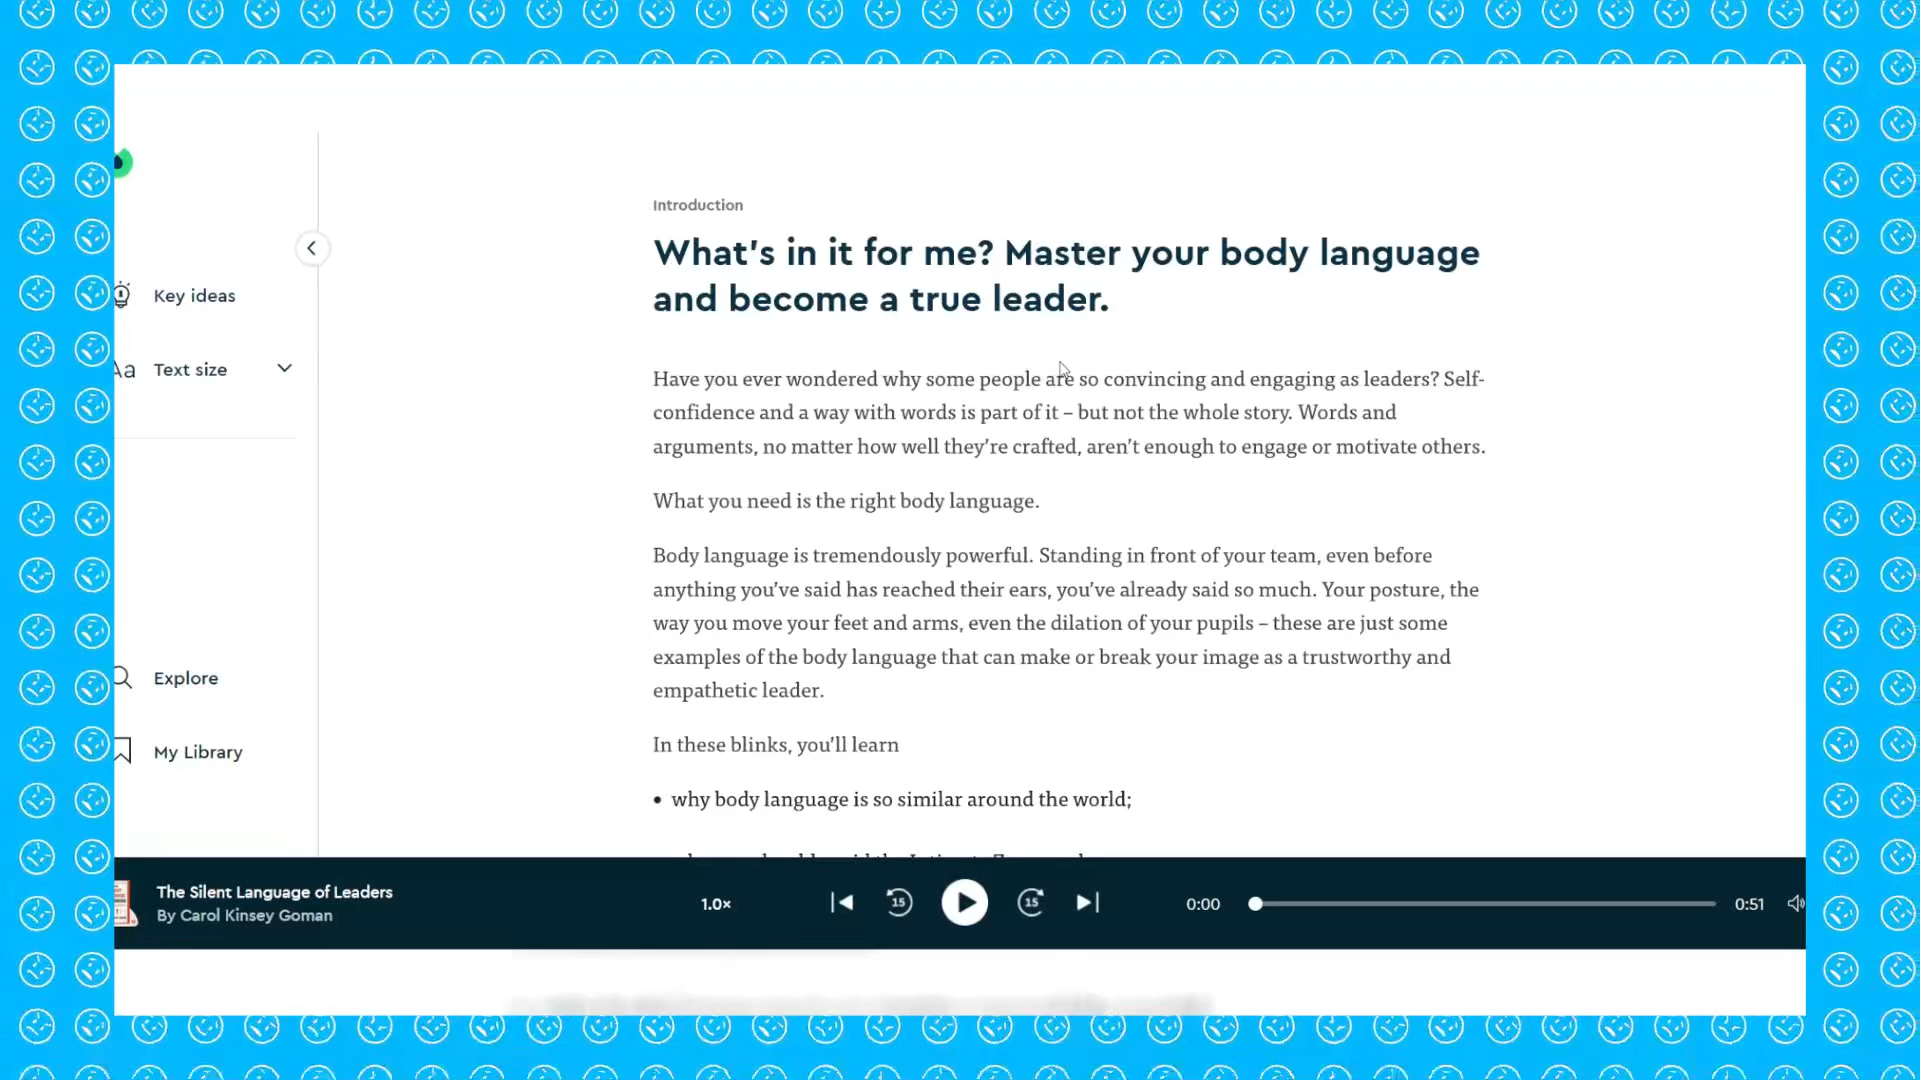 Introduction
What's in it for me? Master your body language
and become a true leader.
Key ideas
Aa Text size
Have you ever wondered why some people are so convincing and engaging as leaders? Self-
confidence and a way with words is part of it – but not the whole story. Words and
arguments, no matter how well they're crafted, aren't enough to engage or motivate others.
What you need is the right body language.
Body language is tremendously powerful. Standing in front of your team, even before
anything you've said has reached their ears, you've already said so much. Your posture, the
way you move your feet and arms, even the dilation of your pupils – these are just some
examples of the body language that can make or break your image as a trustworthy and
empathetic leader.
Explore
My Library
In these blinks, you'll learn
• why body language is so similar around the world;
The Silent Language of Leaders
By Carol Kinsey Goman
1.0×
15
15
0:00
0:51